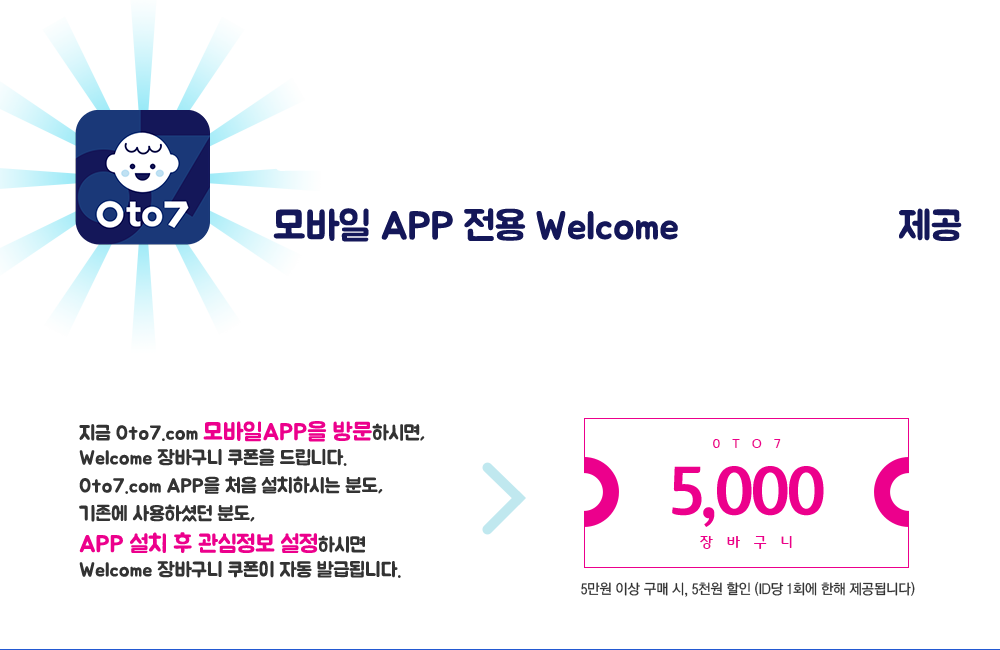 0to7
모바일 APP 전용 Welcome 제공
지금 0to7.com 모바일APP을 방문하시면,
Welcome 장바구니 쿠폰을 드립니다.
0to7.com APP을 처음 설치하시는 분도,
기존에 사용하셨던 분도,
APP 설치 후 관심정보 설정하시면
Welcome 장바구니 쿠폰이 자동 발급됩니다.
0TO7
5,000
장바구니
5만원 이상 구매 시, 5천원 할인 (ID당 1회에 한해 제공됩니다)